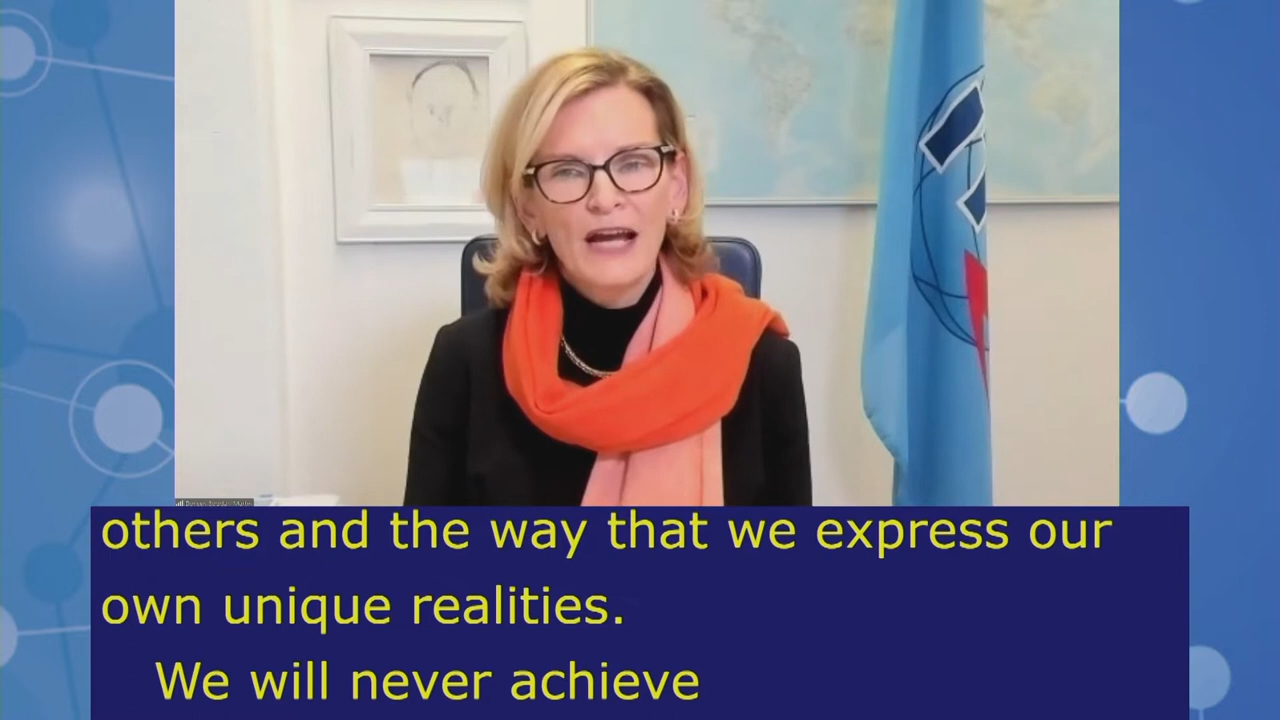 others and the way that we express our
own unique realities.
We will never achieve